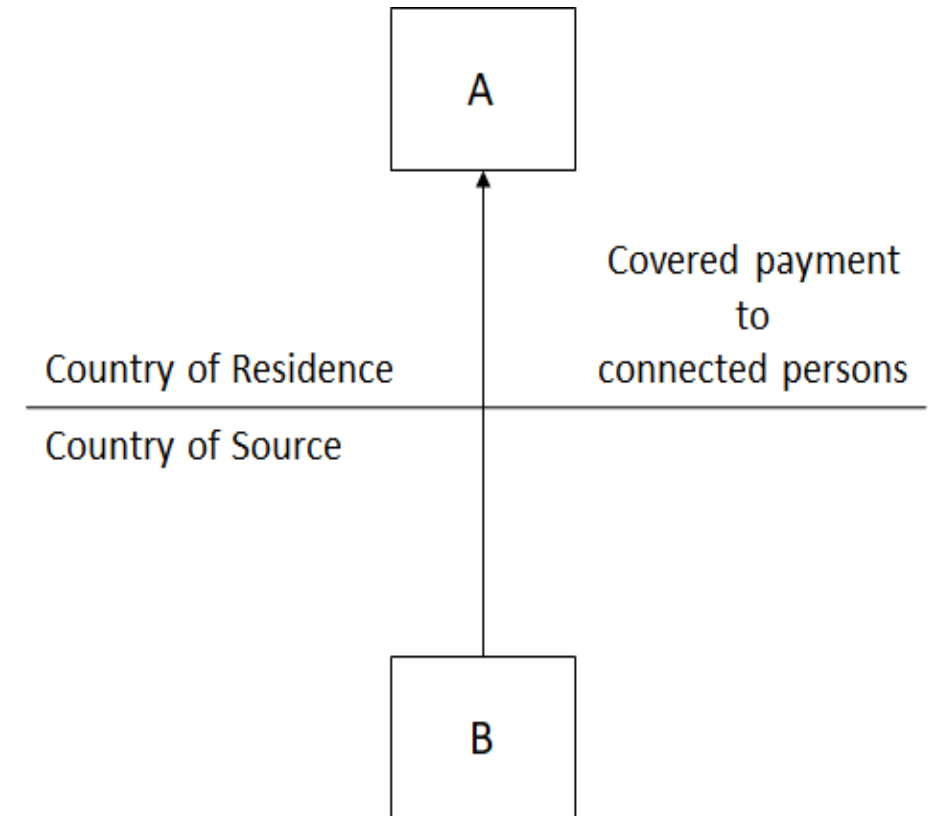 A
Covered payment
to
connected persons
Country of Residence
Country of Source
B